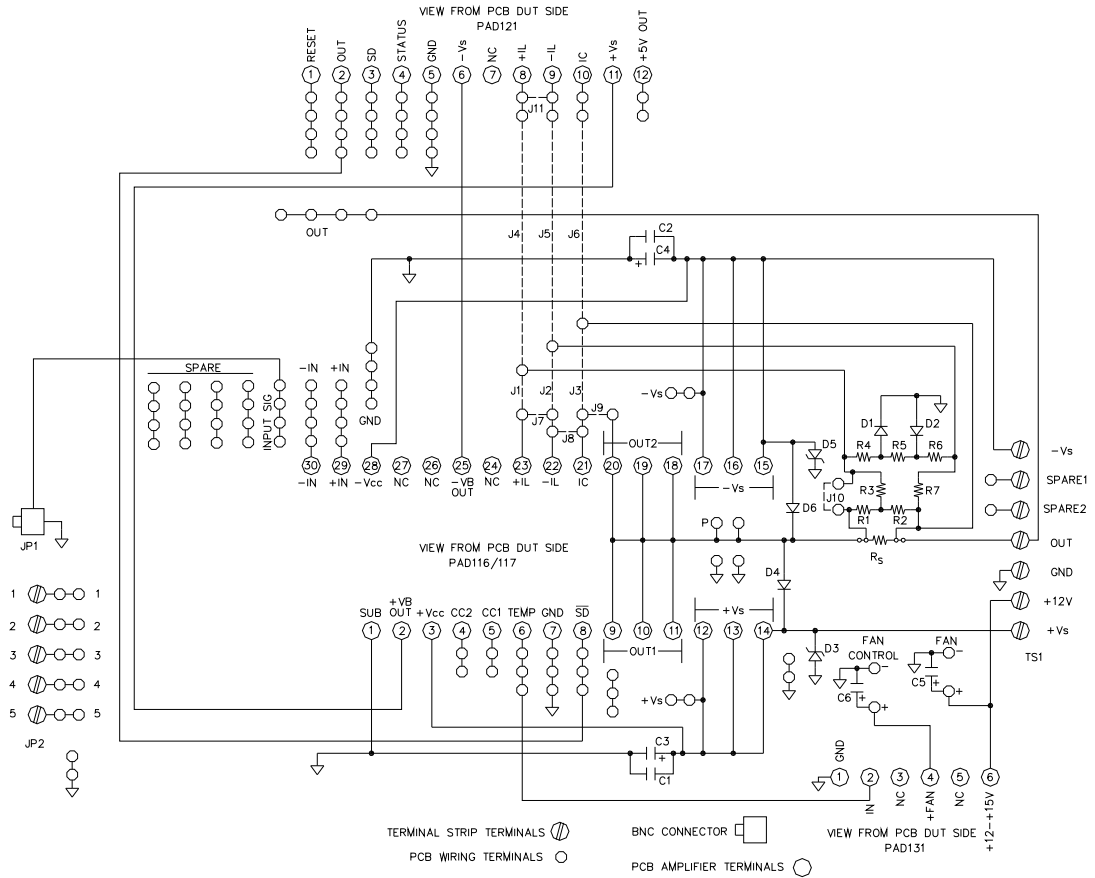 VIEW FROM PCB DUT SIDE
PAD121
RESET
OUT
SD
STATUS
GND
-Vs
NC
+IL
-IL
IC
+Vs
+5V OUT
1 2 3 4 5 6 7 8 9 10 11 12
J11
OUT
J4 J5 J6
C2
C4
+
SPARE
INPUT SIG
-IN +IN
GND
J1 J2 J3
J7 J8 J9
-Vs
OUT2
30 29 28 27 26 25 24 23 22 21 20 19 18 17 16 15
-IN +IN -Vcc NC NC -VB OUT NC +IL -IL IC
-Vs
D5
D6
D1 D2
R4 R5 R6
R3 R7
J10
R1 R2
RS
P
JP1
VIEW FROM PCB DUT SIDE
PAD116/117
D4
-Vs
SPARE1
SPARE2
OUT
GND
+12V
+Vs
TS1
SUB +VB OUT +Vcc CC2 CC1 TEMP GND SD
+Vs
1 2 3 4 5 6 7 8 9 10 11 12 13 14
OUT1
D3
FAN CONTROL
-
FAN
-
C6
+
+
C5
+
+
1 1
2 2
3 3
4 4
5 5
JP2
+Vs
C3
+
C1
GND
1 2 3 4 5 6
IN
NC
+FAN
NC
+12-+15V
VIEW FROM PCB DUT SIDE
PAD131
TERMINAL STRIP TERMINALS
PCB WIRING TERMINALS
BNC CONNECTOR
PCB AMPLIFIER TERMINALS